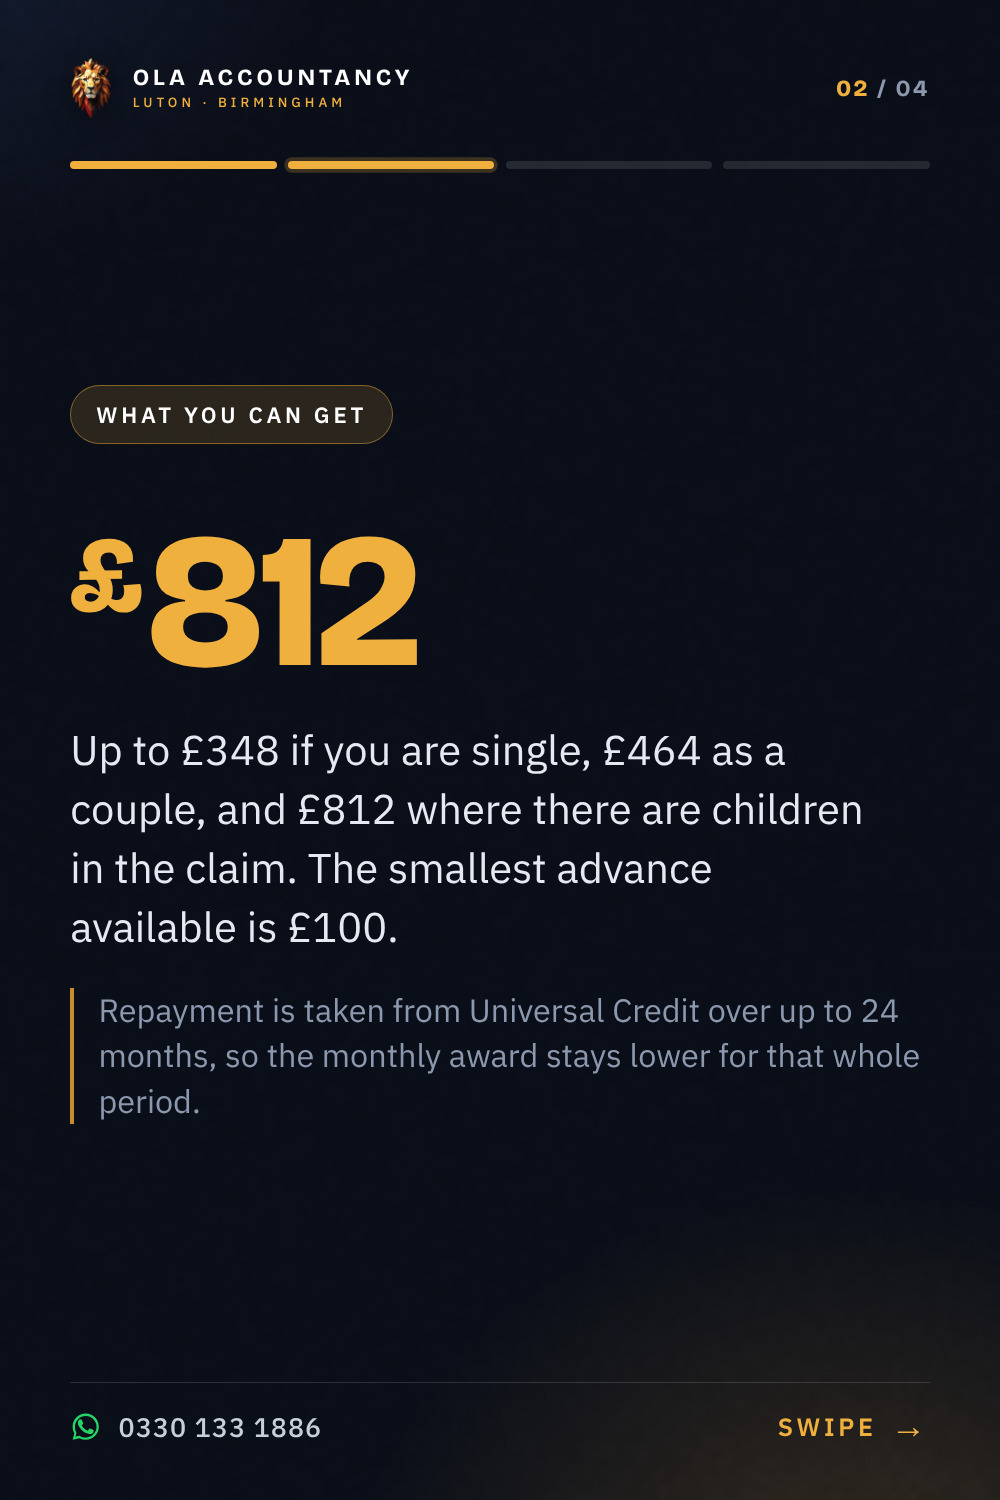 OLA ACCOUNTANCY
LUTON · BIRMINGHAM
02 / 04
WHAT YOU CAN GET
£812
Up to £348 if you are single, £464 as a
couple, and £812 where there are children
in the claim. The smallest advance
available is £100.
Repayment is taken from Universal Credit over up to 24
months, so the monthly award stays lower for that whole
period.
0330 133 1886
SWIPE →